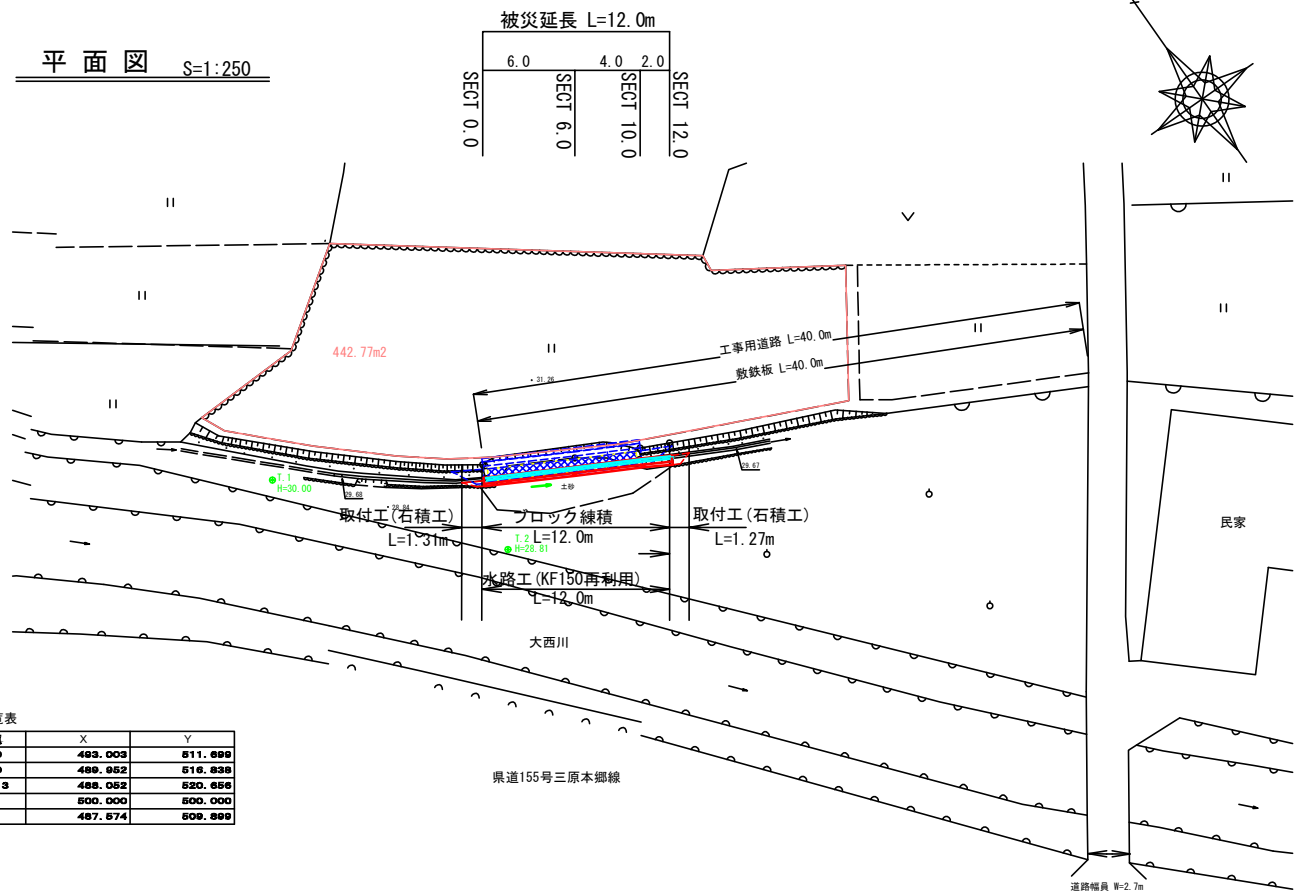 平面図 S=1:250
被災延長 L=12.0m
6.0 4.0 2.0
SECT 0.0
SECT 6.0
SECT 10.0
SECT 12.0
442.77m2
31.26
工事用道路 L=40.0m
敷鉄板 L=40.0m
T.1
H=30.00
29.68
28.84
土砂
29.67
取付工(石積工)
L=1.31m
ブロック練積
L=12.0m
取付工(石積工)
L=1.27m
T.2
H=28.81
水路工(KF150再利用)
L=12.0m
民家
大西川
県道155号三原本郷線
表
X Y
493.003 511.699
489.952 516.838
3 488.052 520.656
500.000 500.000
487.574 509.899
道路幅員 W=2.7m